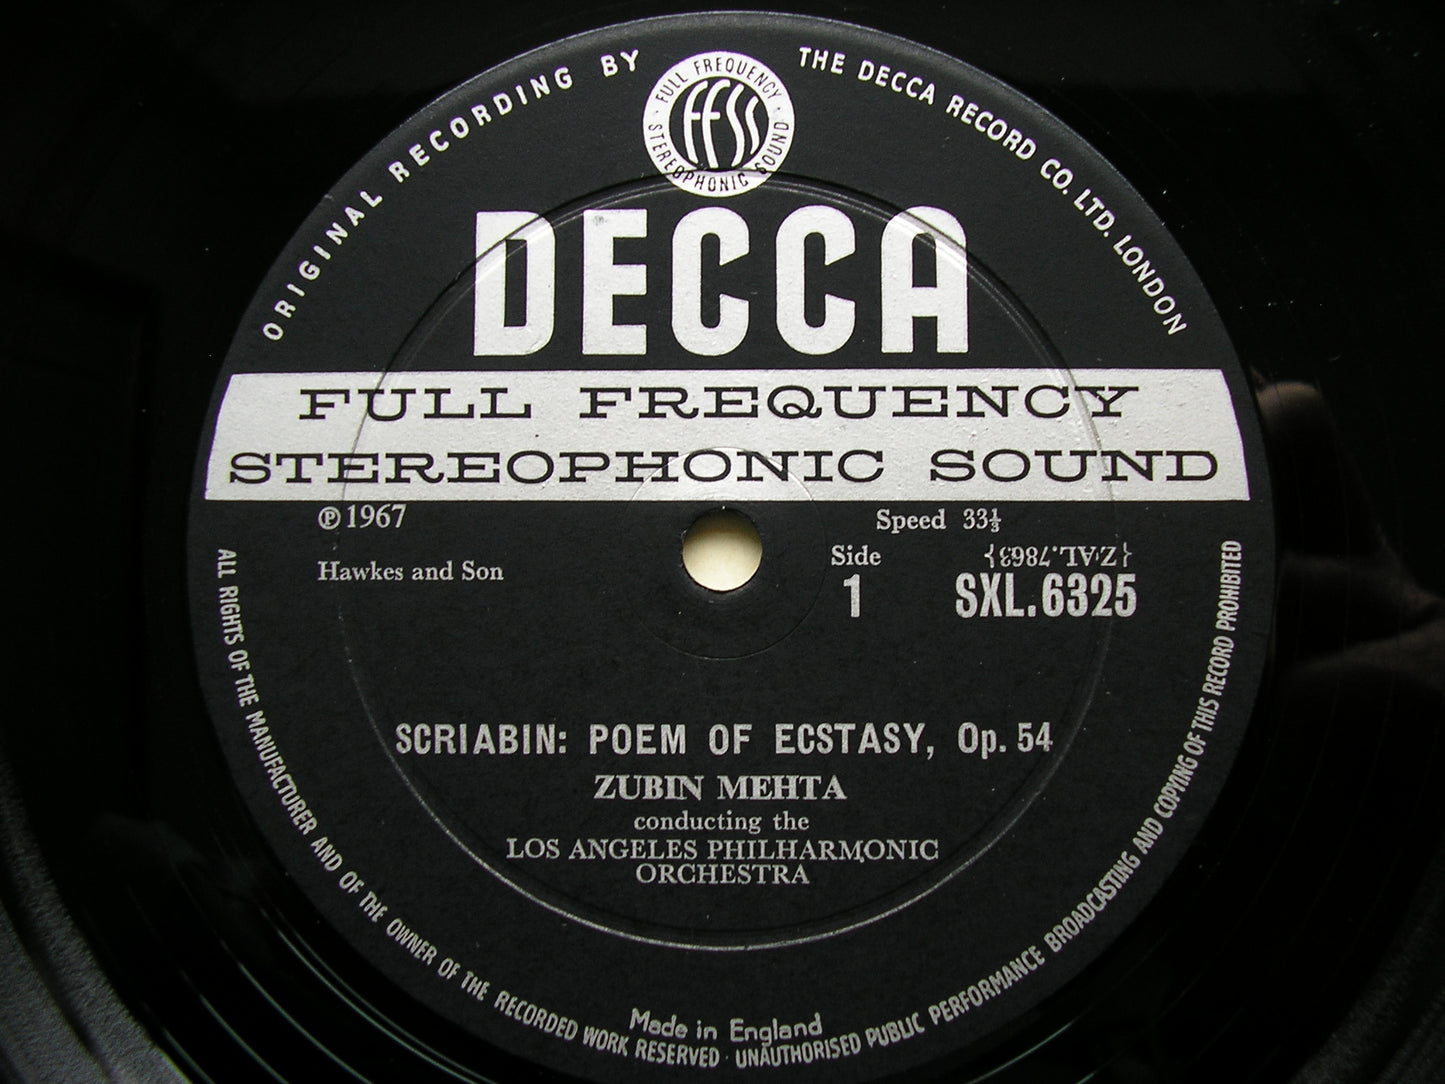 ORIGINAL RECORDING BY THE DECCA RECORD CO. LTD. LONDON
FULL FREQUENCY
FFSS
STEREOPHONIC SOUND
DECCA
FULL FREQUENCY
STEREOPHONIC SOUND
Ⓟ1967
Speed 33⅓
Hawkes and Son
Side
1
{ZAL.7863}
SXL.6325
SCRIABIN: POEM OF ECSTASY, Op. 54
ZUBIN MEHTA
conducting the
LOS ANGELES PHILHARMONIC
ORCHESTRA
Made in England
ALL RIGHTS OF THE MANUFACTURER AND OF THE OWNER OF THE RECORDED WORK RESERVED · UNAUTHORISED PUBLIC PERFORMANCE BROADCASTING AND COPYING OF THIS RECORD PROHIBITED